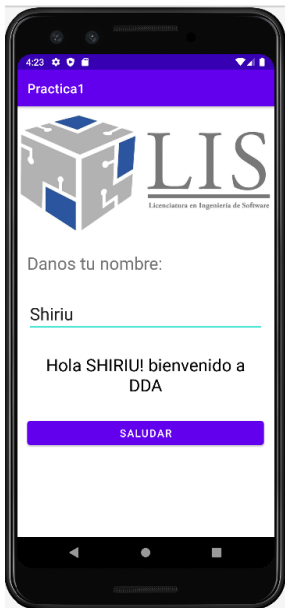 4:23
Practica1
LIS
Licenciatura en Ingeniería de Software
Danos tu nombre:
Shiriu
Hola SHIRIU! bienvenido a
DDA
SALUDAR